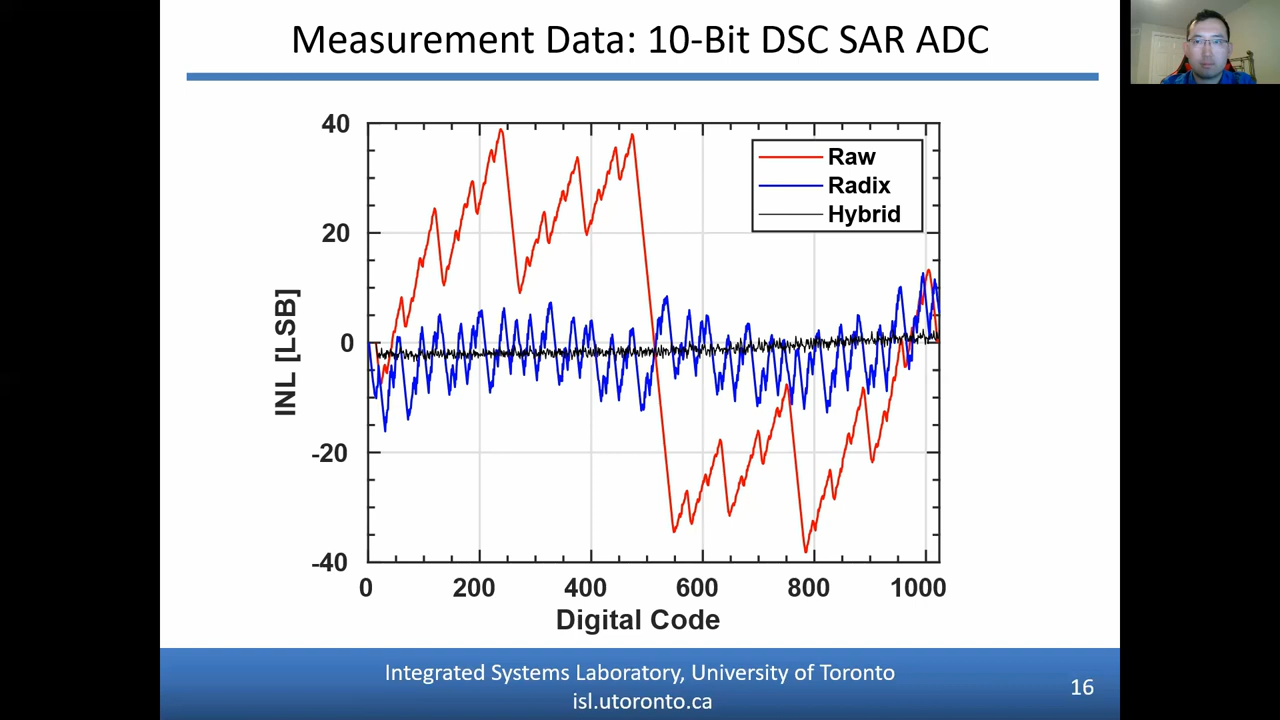 Measurement Data: 10-Bit DSC SAR ADC
40
20
0
-20
-40
INL [LSB]
Raw
Radix
Hybrid
0 200 400 600 800 1000
Digital Code
Integrated Systems Laboratory, University of Toronto
isl.utoronto.ca
16